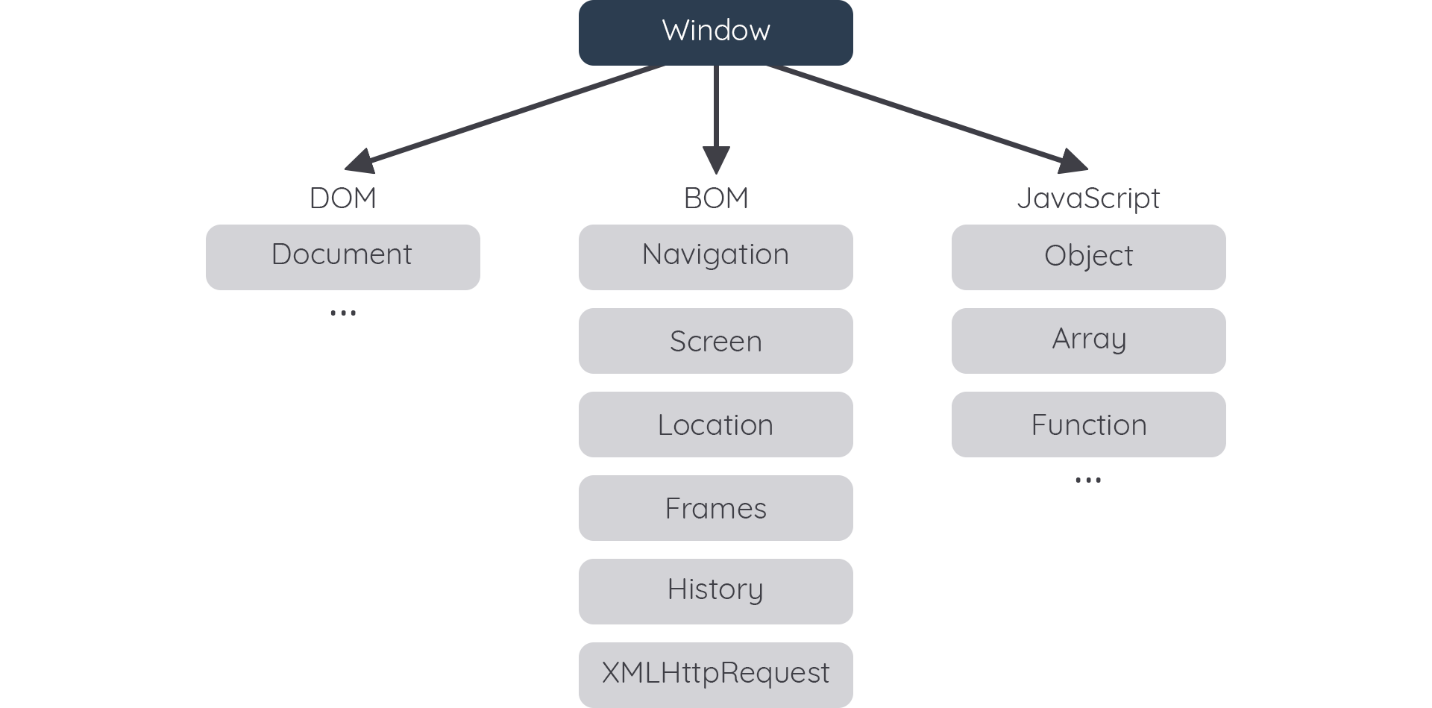 Window
DOM
Document
...
BOM
Navigation
Screen
Location
Frames
History
XMLHttpRequest
JavaScript
Object
Array
Function
...